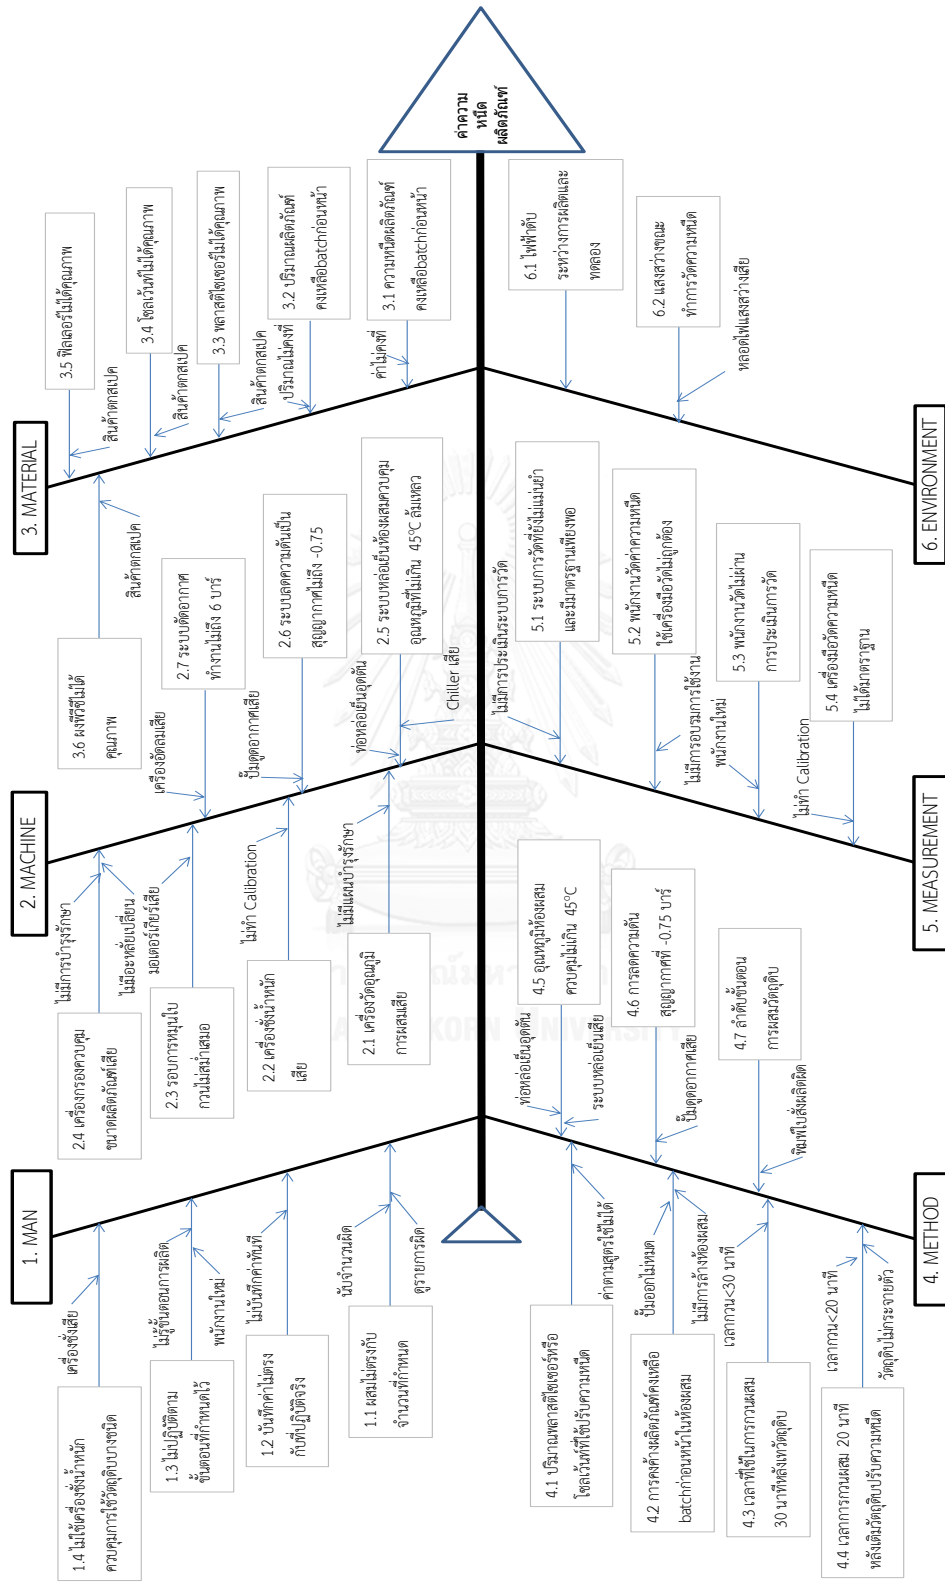 1. MAN
1.4 ไม่ใช้เครื่องชั่งน้ำหนัก
ควบคุมการใช้วัตถุดิบบางชนิด
เครื่องชั่งเสีย
1.3 ไม่ปฏิบัติตาม
ขั้นตอนที่กำหนดไว้
ไม่รู้ขั้นตอนการผลิต
พนักงานใหม่
1.2 บันทึกค่าไม่ตรง
กับที่ปฏิบัติจริง
ไม่บันทึกค่าทันที
1.1 ผสมไม่ตรงกับ
จำนวนที่กำหนด
นับจำนวนผิด
ดูรายการผิด
2. MACHINE
2.4 เครื่องกรองควบคุม
ขนาดผลิตภัณฑ์เสีย
ไม่มีการบำรุงรักษา
ไม่มีอะหลั่ยเปลี่ยน
2.3 รอบการหมุนใบ
กวนไม่สม่ำเสมอ
มอเตอร์เกียร์เสีย
2.2 เครื่องชั่งน้ำหนัก
เสีย
ไม่ทำ Calibration
2.1 เครื่องวัดอุณภูมิ
การผสมเสีย
ไม่มีแผนบำรุงรักษา
2.7 ระบบดัดอากาศ
ทำงานไม่ถึง 6 บาร์
เครื่องอัดลมเสีย
2.6 ระบบลดความดันเป็น
สูญญากาศไม่ถึง -0.75
ปั๊มดูดอากาศเสีย
2.5 ระบบหล่อเย็นห้องผสมควบคุม
อุณหภูมิที่ไม่เกิน 45°C ล้มเหลว
ท่อหล่อเย็นอุดตัน
Chiller เสีย
3. MATERIAL
3.6 ผงพีวีซีไม่ได้
คุณภาพ
สินค้าตกสเปค
3.5 ฟิลเลอร์ไม่ได้คุณภาพ
สินค้าตกสเปค
3.4 โซลเว้นท์ไม่ได้คุณภาพ
สินค้าตกสเปค
3.3 พลาสติไซเซอร์ไม่ได้คุณภาพ
สินค้าตกสเปค
3.2 ปริมาณผลิตภัณฑ์
คงเหลือbatchก่อนหน้า
ปริมาณไม่คงที่
3.1 ความหนืดผลิตภัณฑ์
คงเหลือbatchก่อนหน้า
ค่าไม่คงที่
ค่าความ
หนืด
ผลิตภัณฑ์
4. METHOD
4.1 ปริมาณพลาสติไซเซอร์หรือ
โซลเว้นท์ที่ใช้ปรับความหนืด
ค่าตามสูตรใช้ไม่ได้
4.2 การคงค้างผลิตภัณฑ์คงเหลือ
batchก่าอนหน้าในห้องผสม
ปั๊มออกไม่หมด
ไม่มีการล้างห้องผสม
4.3 เวลาที่ใช้ในการกวนผสม
30 นาทีหลังเทวัตถุดิบ
เวลากวน<30 นาที
4.4 เวลาการกวนผสม 20 นาที
หลังเติมวัตถุดิบปรับความหนืด
เวลากวน<20 นาที
วัตถุดิบไม่กระจายตัว
4.5 อุณหภูมิห้องผสม
ควบคุมไม่เกิน 45°C
ท่อหล่อเย็นอุดตัน
ระบบหล่อเย็นเสีย
4.6 การลดความดัน
สูญญากาศที่ -0.75 บาร์
ปั๊มดูดอากาศเสีย
4.7 ลำดับขั้นตอน
การผสมวัตถุดิบ
พิมพ์ใบสั่งผลิตผิด
5. MEASUREMENT
5.1 ระบบการวัดที่ยังไม่แม่นยำ
และมีมาตรฐานเพียงพอ
ไม่มีการประเมินระบบการวัด
5.2 พนักงานวัดค่าความหนืด
ใช้เครื่องมือวัดไม่ถูกต้อง
ไม่มีการอบรมการใช้งาน
5.3 พนักงานวัดไม่ผ่าน
การประเมินการวัด
พนักงานใหม่
5.4 เครื่องมือวัดความหนืด
ไม่ได้มาตราฐาน
ไม่ทำ Calibration
6. ENVIRONMENT
6.1 ไฟฟ้าดับ
ระหว่างการผลิตและ
ทดลอง
6.2 แสงสว่างขณะ
ทำการวัดความหนืด
หลอดไฟแสงสว่างเสีย
KORN UNIVERSITY